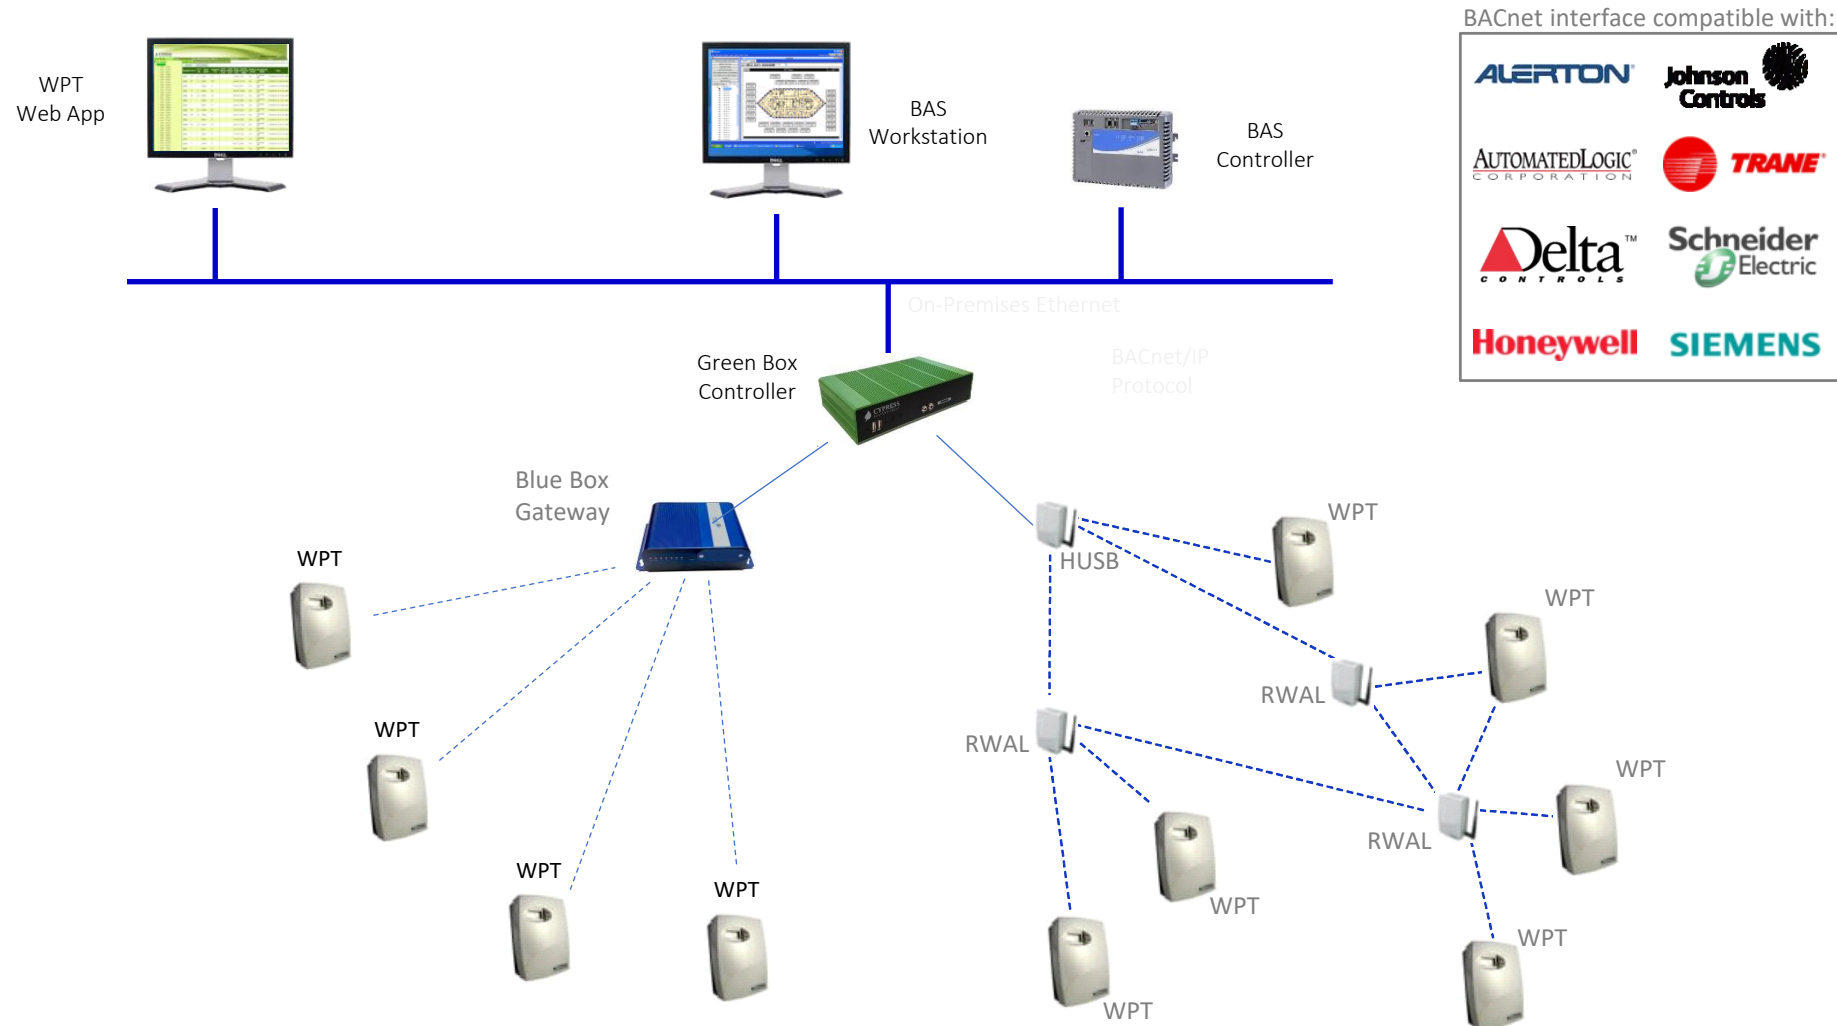 BACnet interface compatible with:
WPT
Web App
BAS
Workstation
BAS
Controller
ALERTON®
Johnson
Controls
AUTOMATEDLOGIC®
CORPORATION
TRANE®
Delta™
CONTROLS
Schneider
Electric
Honeywell
SIEMENS
On-Premises Ethernet
BACnet/IP
Protocol
Green Box
Controller
CYPRESS
Blue Box
Gateway
HUSB
WPT
WPT
WPT
RWAL
RWAL
WPT
WPT
RWAL
WPT
WPT
WPT
WPT
WPT
WPT